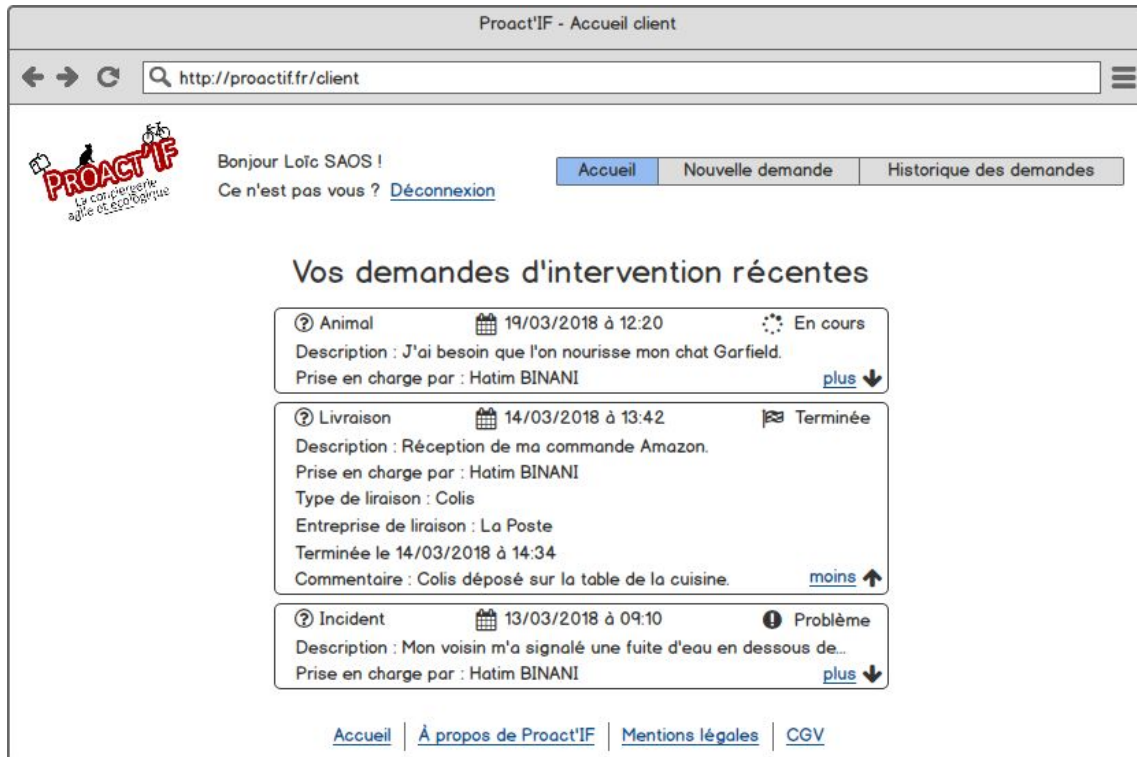 Proact'IF - Accueil client
http://proactif.fr/client
PROACT'IF
La conciergerie
agile et écologique
Bonjour Loïc SAOS !
Ce n'est pas vous ? Déconnexion
Accueil Nouvelle demande Historique des demandes
Vos demandes d'intervention récentes
Animal 19/03/2018 à 12:20 En cours
Description : J'ai besoin que l'on nourisse mon chat Garfield.
Prise en charge par : Hatim BINANI plus
Livraison 14/03/2018 à 13:42 Terminée
Description : Réception de ma commande Amazon.
Prise en charge par : Hatim BINANI
Type de liraison : Colis
Entreprise de liraison : La Poste
Terminée le 14/03/2018 à 14:34
Commentaire : Colis déposé sur la table de la cuisine. moins
Incident 13/03/2018 à 09:10 Problème
Description : Mon voisin m'a signalé une fuite d'eau en dessous de...
Prise en charge par : Hatim BINANI plus
Accueil À propos de Proact'IF Mentions légales CGV